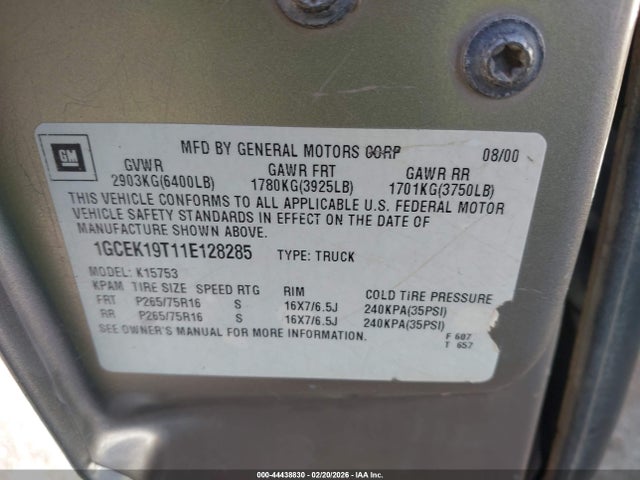 GM
MFD BY GENERAL MOTORS CORP 08/00
GVWR GAWR FRT GAWR RR
2903KG(6400LB) 1780KG(3925LB) 1701KG(3750LB)
THIS VEHICLE CONFORMS TO ALL APPLICABLE U.S. FEDERAL MOTOR
VEHICLE SAFETY STANDARDS IN EFFECT ON THE DATE OF
MANUFACTURE SHOWN ABOVE.
1GCEK19T11E128285 TYPE: TRUCK
MODEL: K15753
KPAM TIRE SIZE SPEED RTG RIM COLD TIRE PRESSURE
FRT P265/75R16 S 16X7/6.5J 240KPA(35PSI)
RR P265/75R16 S 16X7/6.5J 240KPA(35PSI)
SEE OWNER'S MANUAL FOR MORE INFORMATION.
F 607
T 657
000-44438830 - 02/20/2026 - IAA Inc.